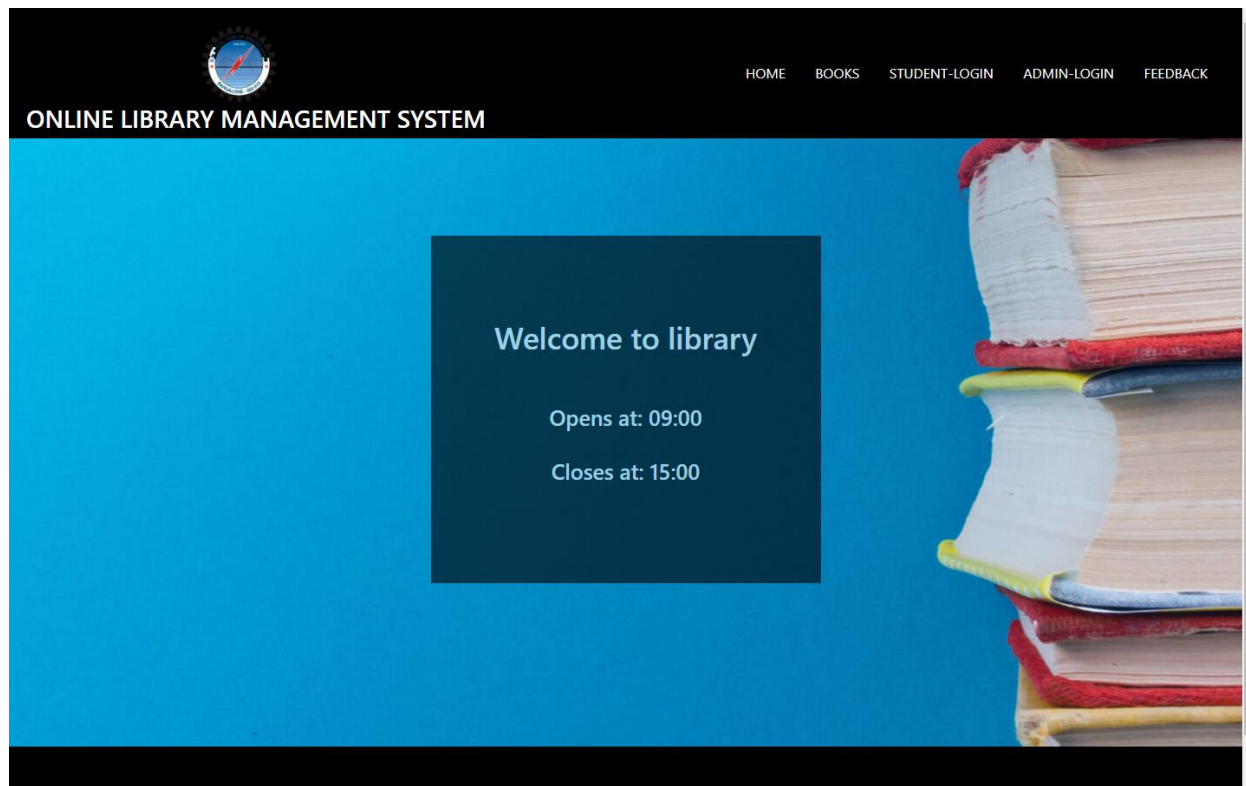 HOME BOOKS STUDENT-LOGIN ADMIN-LOGIN FEEDBACK
ONLINE LIBRARY MANAGEMENT SYSTEM
Welcome to library
Opens at: 09:00
Closes at: 15:00